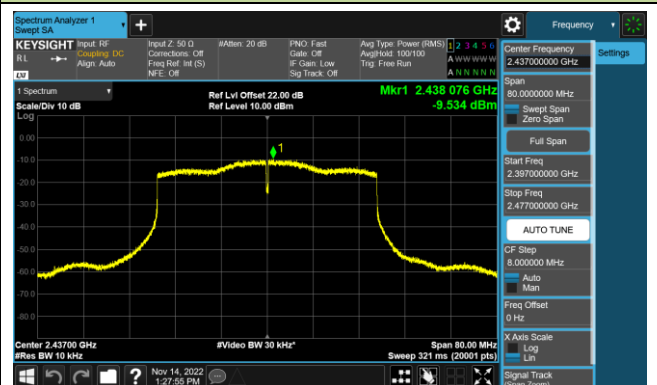 Spectrum Analyzer 1
Swept SA
Frequency
KEYSIGHT
RL
Input: RF
Coupling: DC
Align: Auto
Input Z: 50 Ω
Corrections: Off
Freq Ref: Int (S)
NFE: Off
#Atten: 20 dB
PNO: Fast
Gate: Off
IF Gain: Low
Sig Track: Off
Avg Type: Power (RMS)
Avg|Hold: 100/100
Trig: Free Run
1 2 3 4 5 6
A W W W W W
A N N N N N
1 Spectrum
Scale/Div 10 dB
Log
Ref Lvl Offset 22.00 dB
Ref Level 10.00 dBm
Mkr1 2.438 076 GHz
-9.534 dBm
0.00
-10.0
-20.0
-30.0
-40.0
-50.0
-60.0
-70.0
-80.0
1
Center 2.43700 GHz
#Res BW 10 kHz
#Video BW 30 kHz*
Span 80.00 MHz
Sweep 321 ms (20001 pts)
Nov 14, 2022
1:27:55 PM
Center Frequency
2.437000000 GHz
Span
80.0000000 MHz
Swept Span
Zero Span
Full Span
Start Freq
2.397000000 GHz
Stop Freq
2.477000000 GHz
AUTO TUNE
CF Step
8.000000 MHz
Auto
Man
Freq Offset
0 Hz
X Axis Scale
Log
Lin
Signal Track
(Span Zoom)
Settings